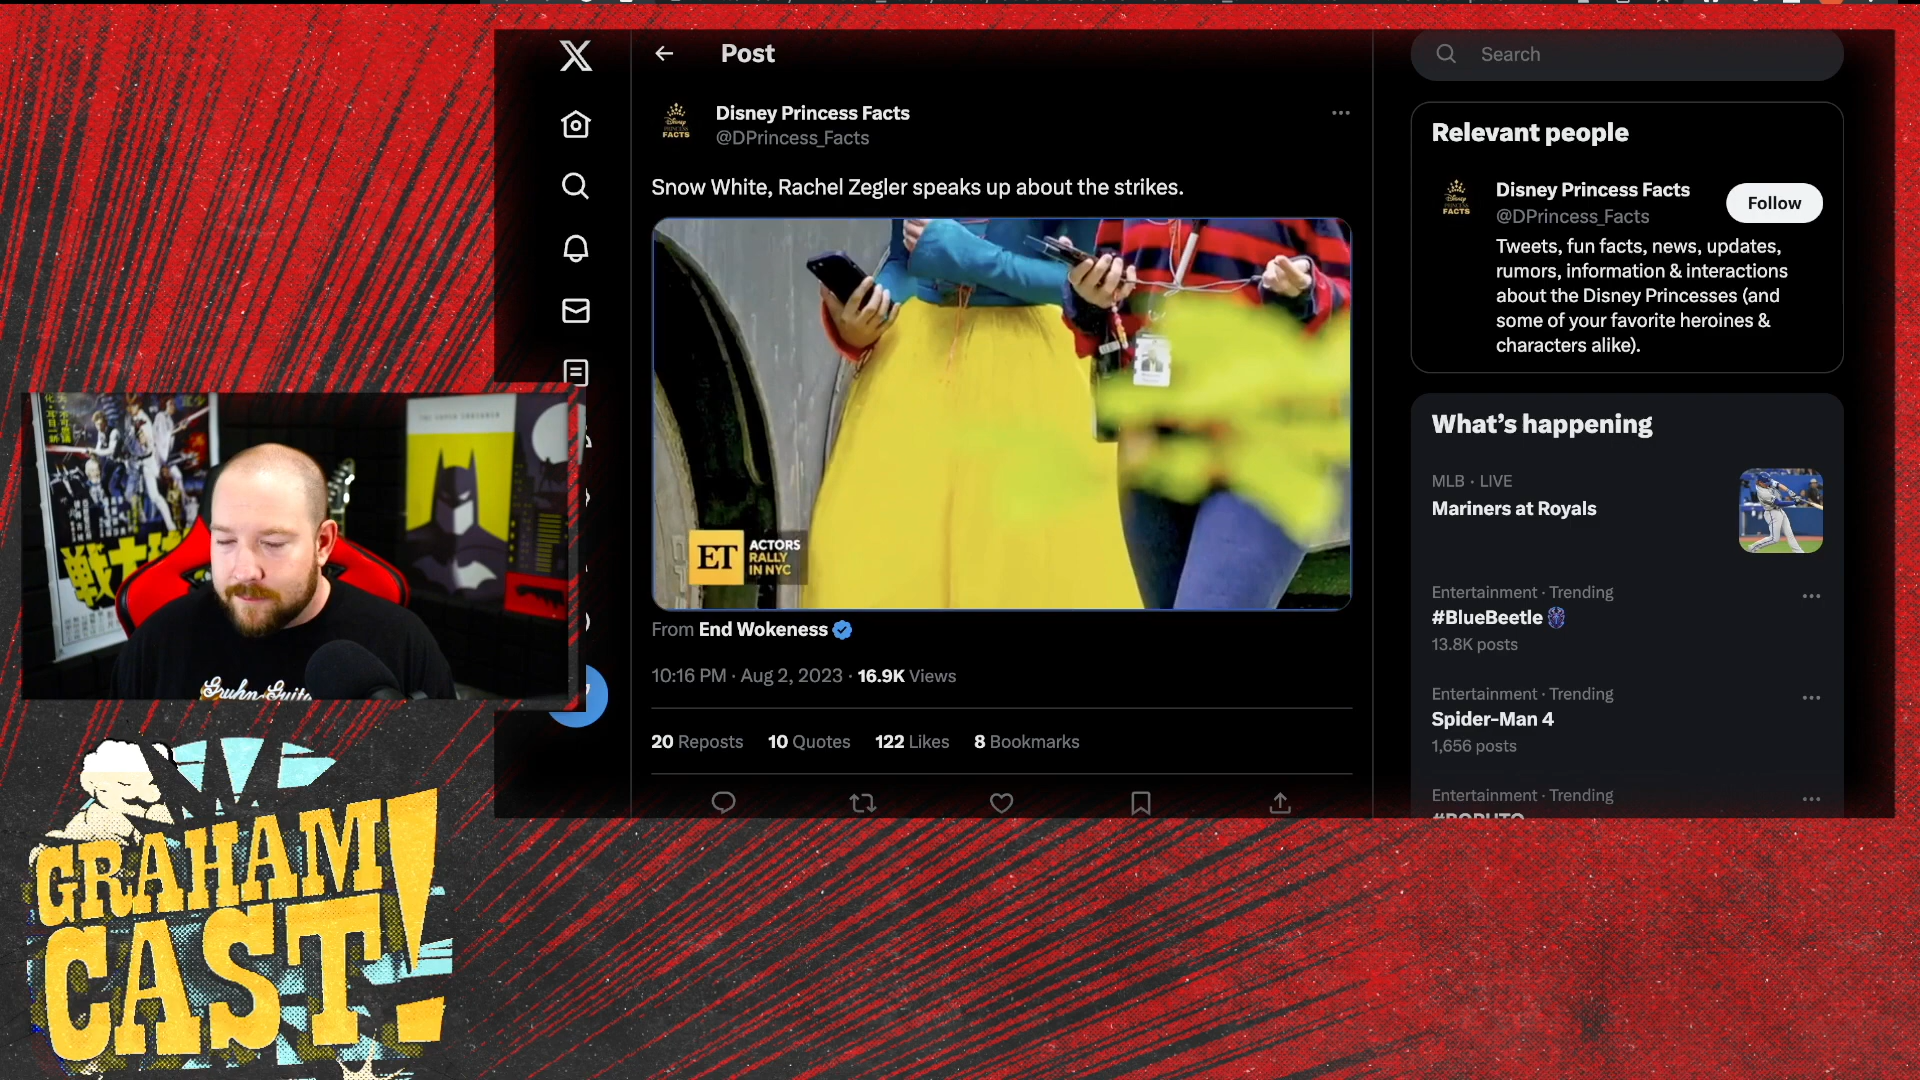 X
Post
Search
Disney Princess Facts
@DPrincess_Facts
Snow White, Rachel Zegler speaks up about the strikes.
Disney
PRINCESS
FACTS
ET
ACTORS
RALLY
IN NYC
From End Wokeness
10:16 PM · Aug 2, 2023 · 16.9K Views
20 Reposts 10 Quotes 122 Likes 8 Bookmarks
Relevant people
Disney Princess Facts
@DPrincess_Facts
Follow
Tweets, fun facts, news, updates,
rumors, information & interactions
about the Disney Princesses (and
some of your favorite heroines &
characters alike).
What's happening
MLB · LIVE
Mariners at Royals
Entertainment · Trending
#BlueBeetle
13.8K posts
Entertainment · Trending
Spider-Man 4
1,656 posts
Entertainment · Trending
#BORUTO
GRAHAM
CAST!